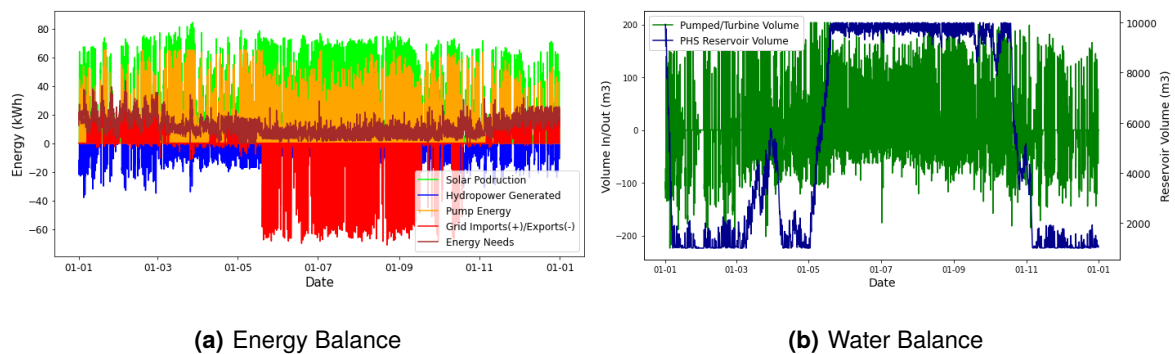 80
60
40
20
0
−20
−40
−60
Energy (kWh)
Solar Podruction
Hydropower Generated
Pump Energy
Grid Imports(+)/Exports(-)
Energy Needs
01-01 01-03 01-05 01-07 01-09 01-11 01-01
Date
(a) Energy Balance
200
100
0
−100
−200
Volume In/Out (m3)
Pumped/Turbine Volume
PHS Reservoir Volume
10000
8000
6000
4000
2000
Reservoir Volume (m3)
01-01 01-03 01-05 01-07 01-09 01-11 01-01
Date
(b) Water Balance